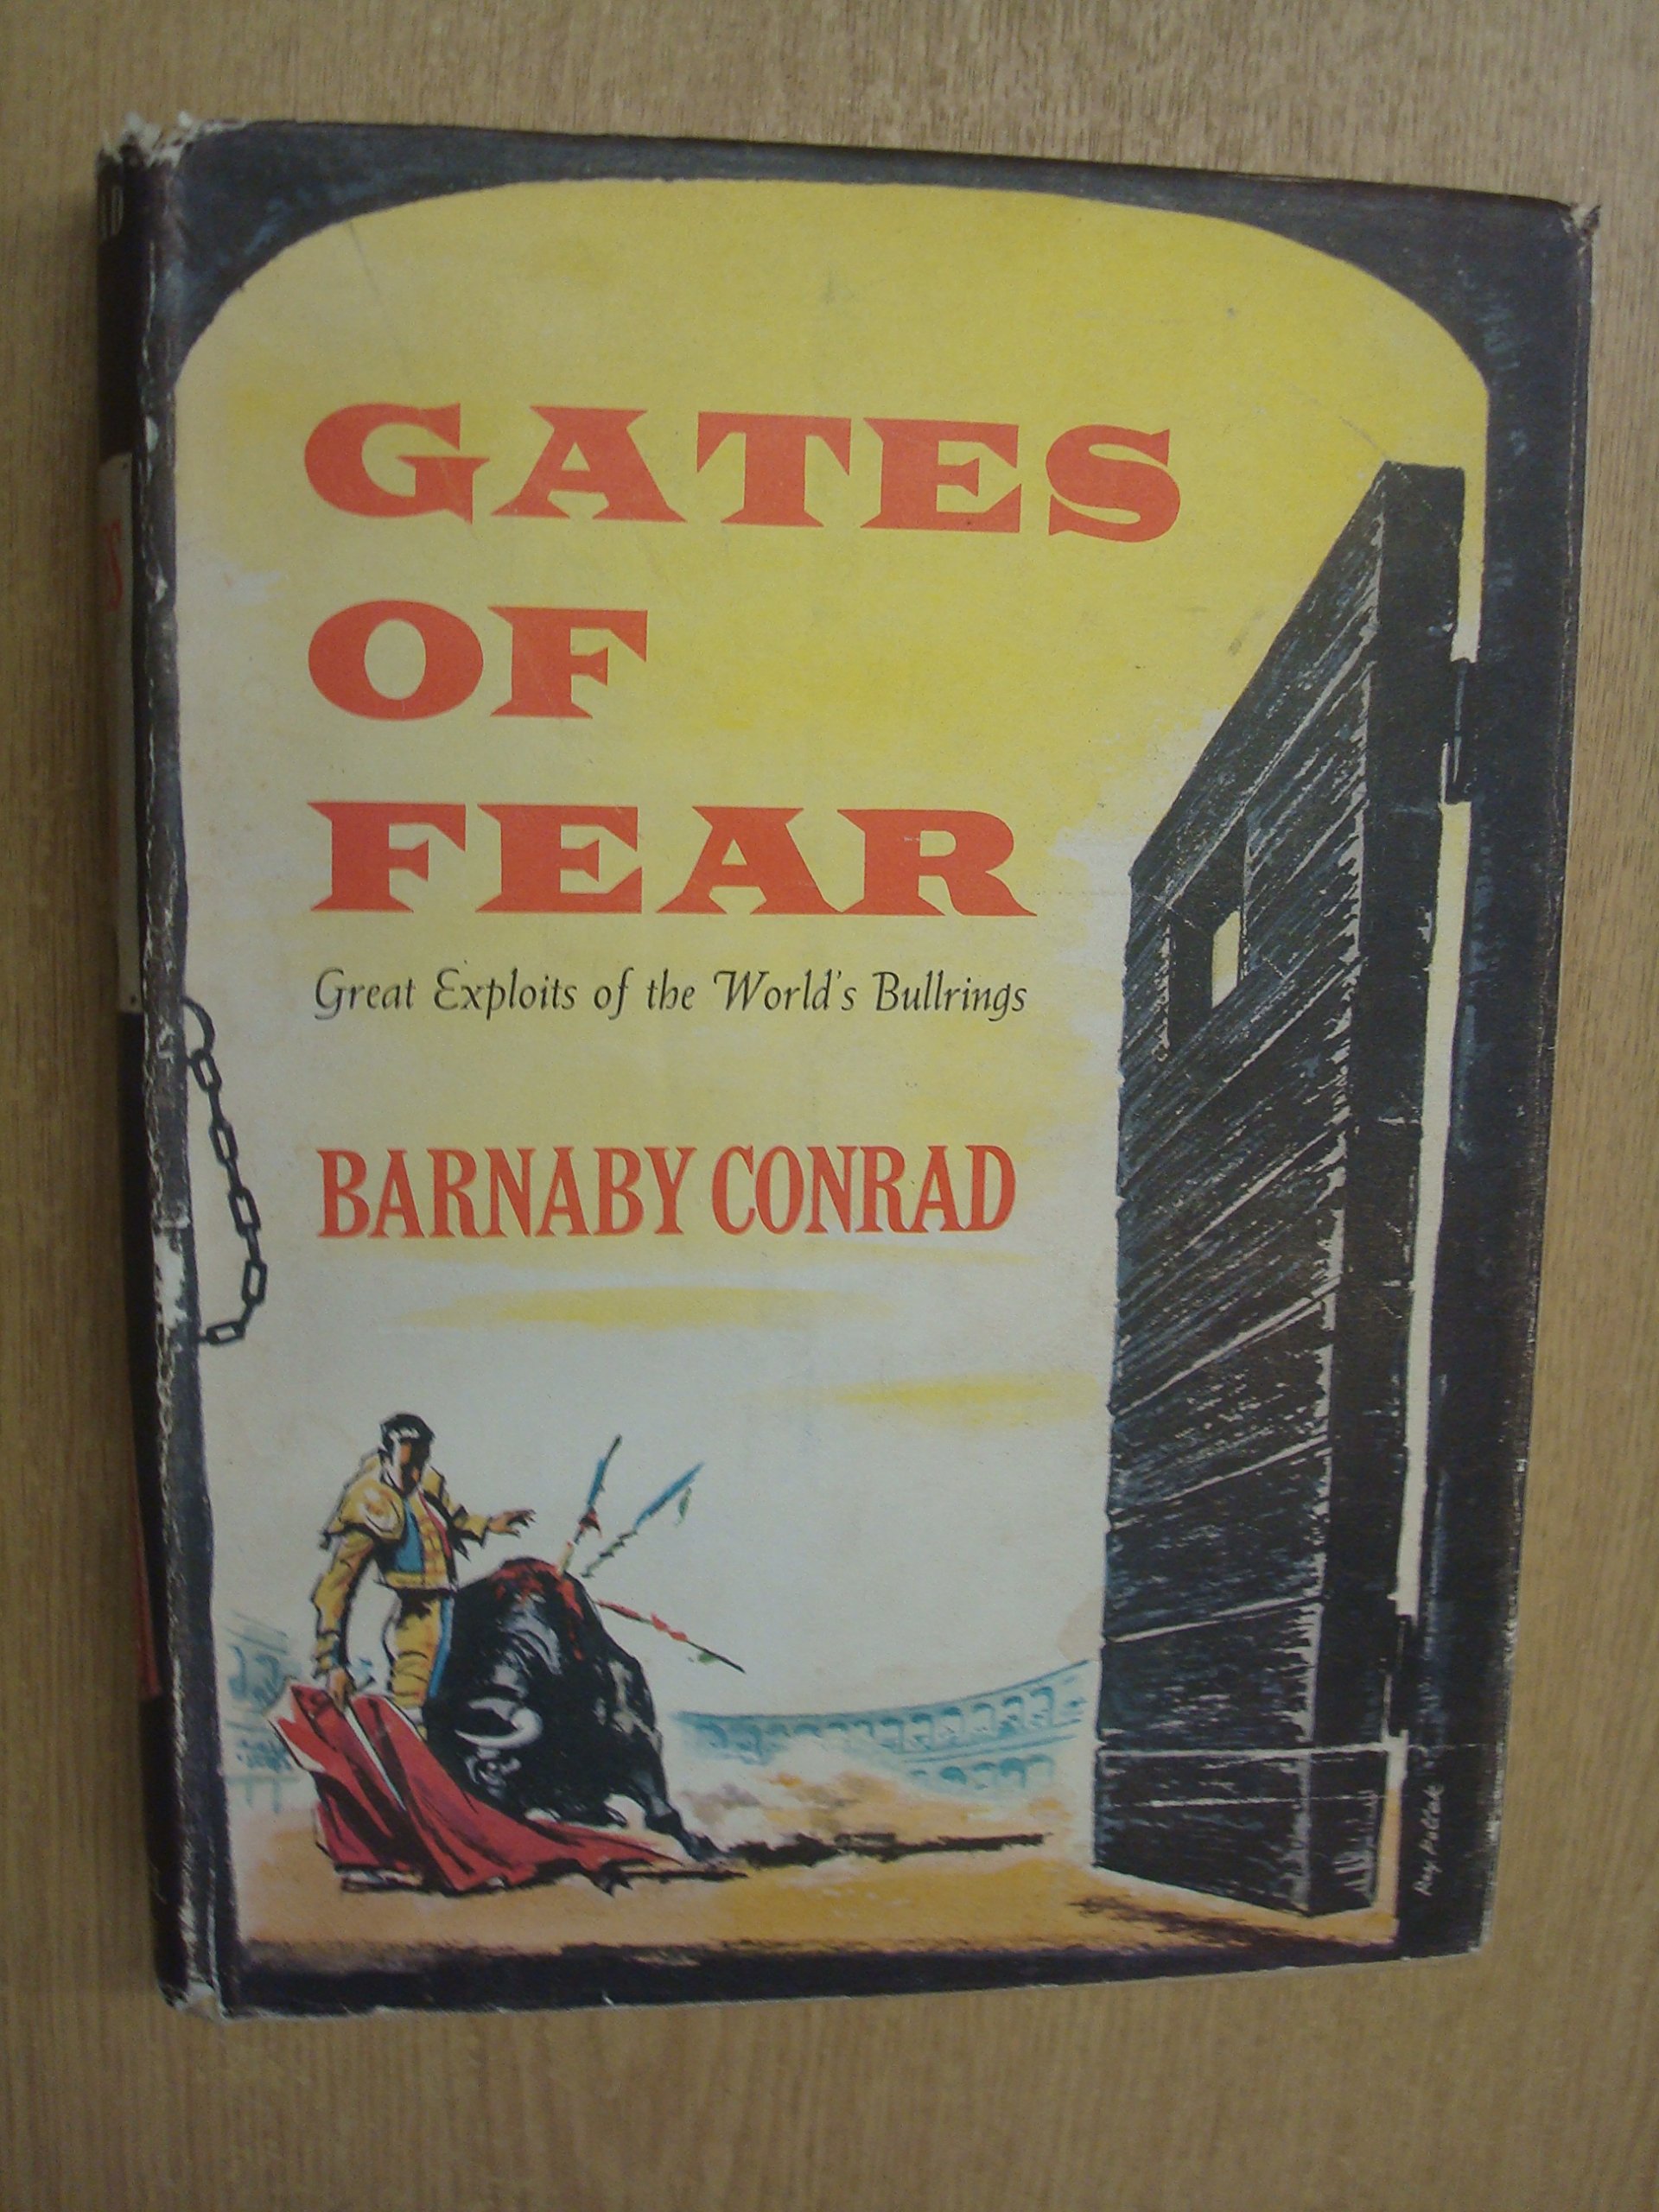 GATES
OF
FEAR
Great Exploits of the World's Bullrings
BARNABY CONRAD